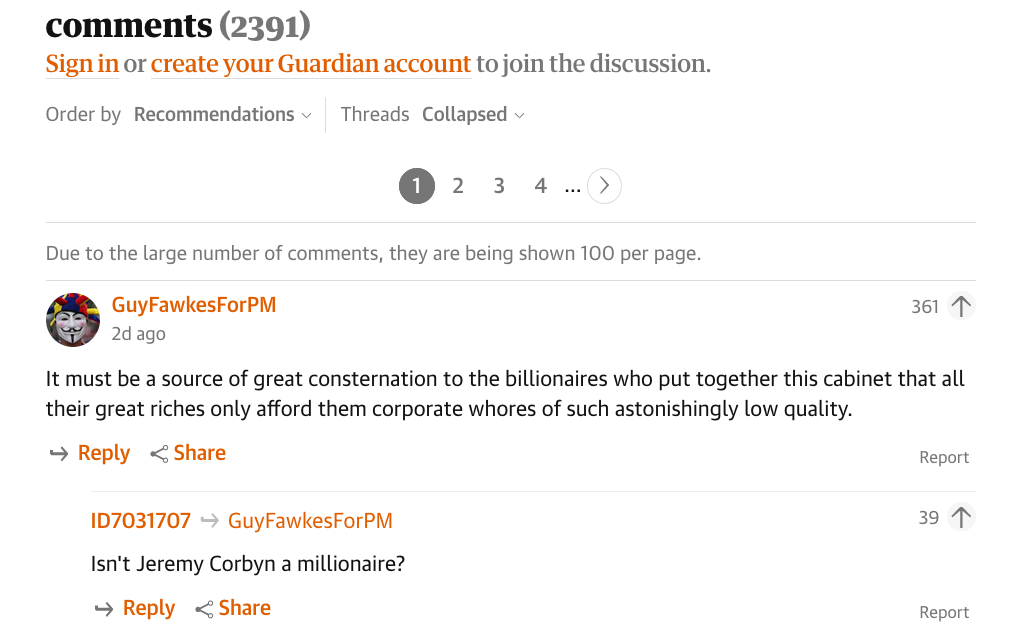 comments (2391)
Sign in or create your Guardian account to join the discussion.
Order by Recommendations Threads Collapsed
1 2 3 4 ...
Due to the large number of comments, they are being shown 100 per page.
GuyFawkesForPM 361
2d ago
It must be a source of great consternation to the billionaires who put together this cabinet that all
their great riches only afford them corporate whores of such astonishingly low quality.
Reply Share Report
ID7031707 GuyFawkesForPM 39
Isn't Jeremy Corbyn a millionaire?
Reply Share Report